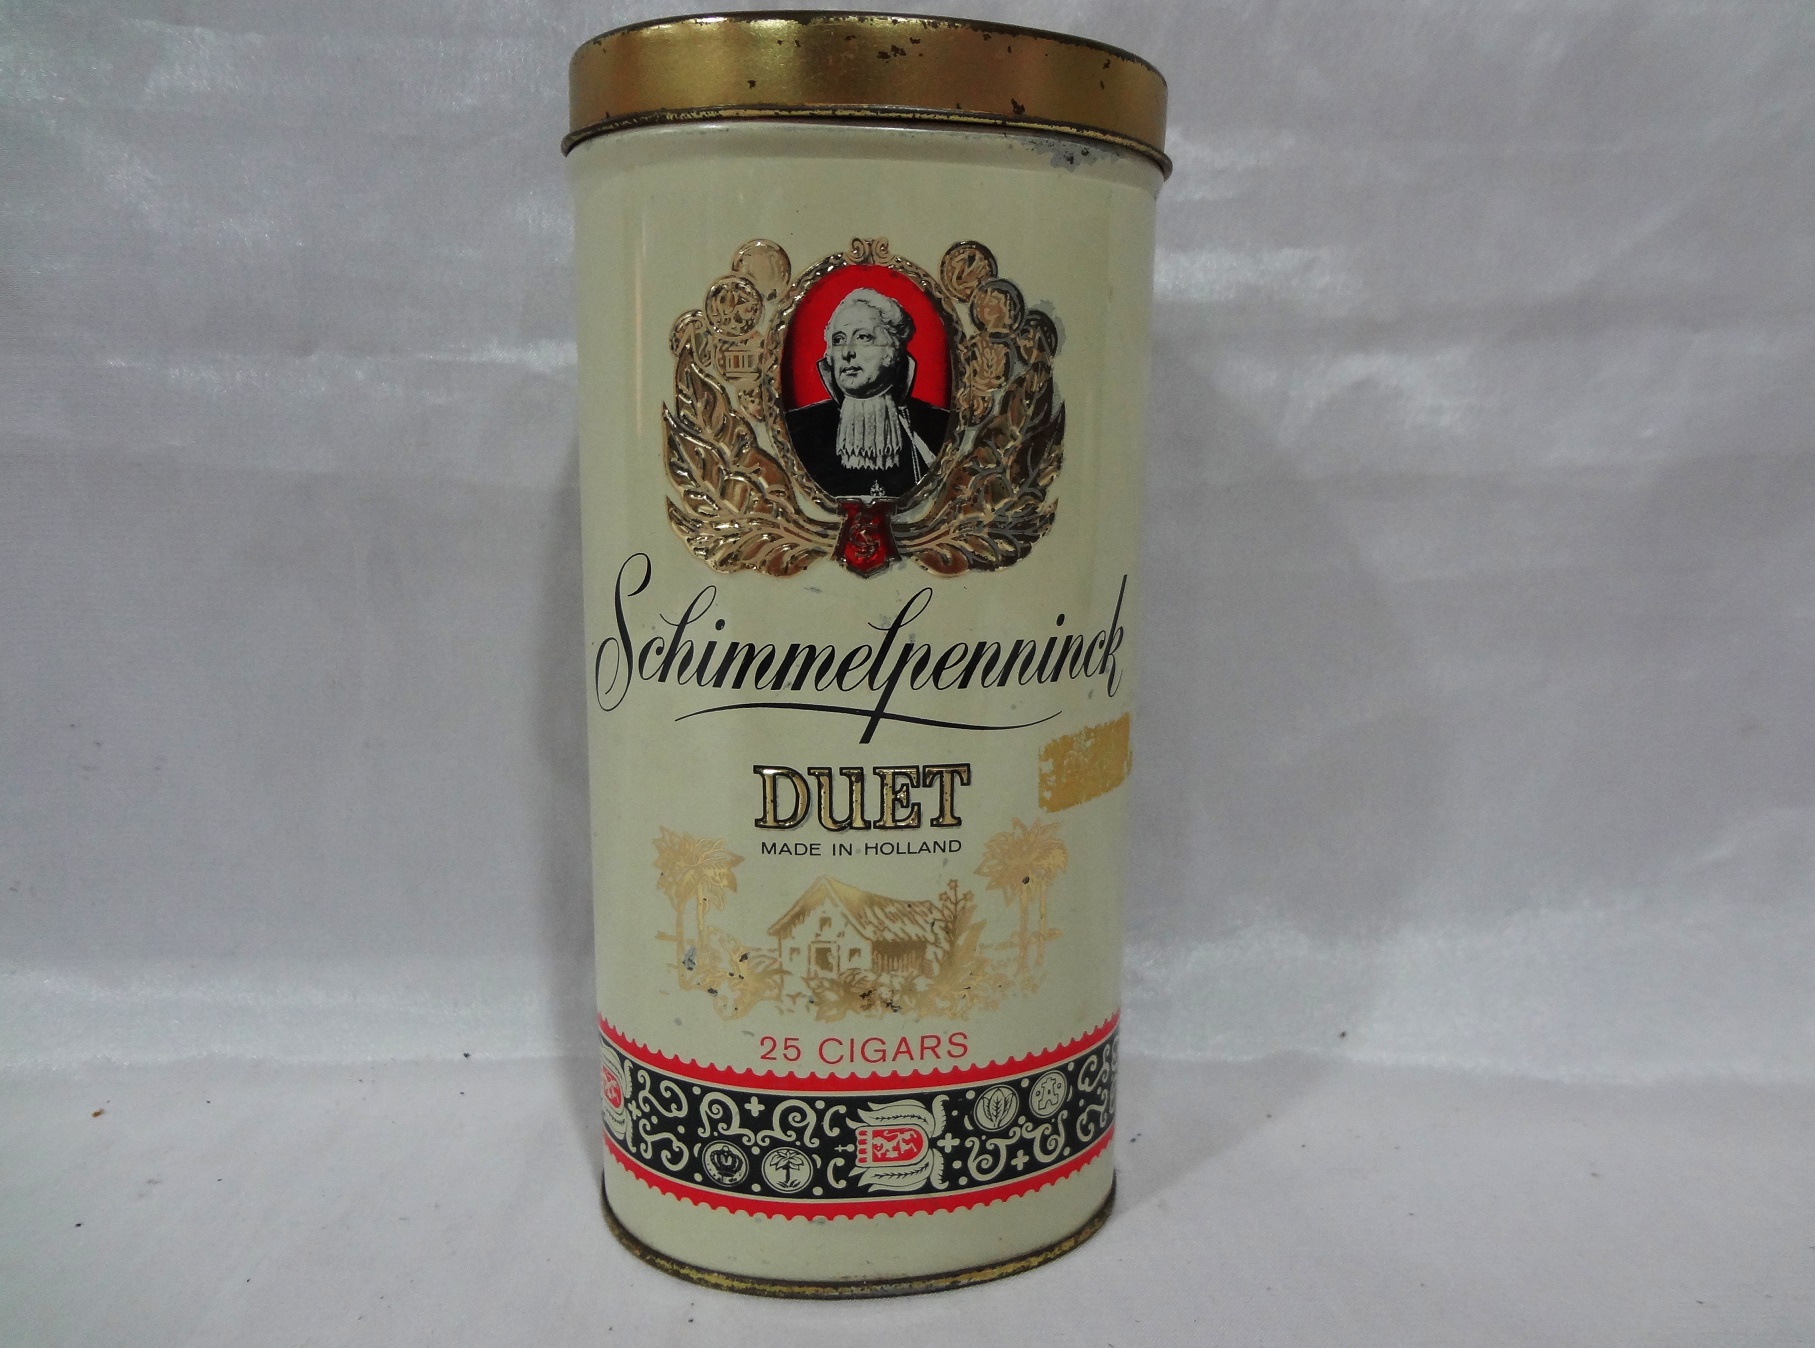 Schimmelpenninck
DUET
MADE IN HOLLAND
25 CIGARS